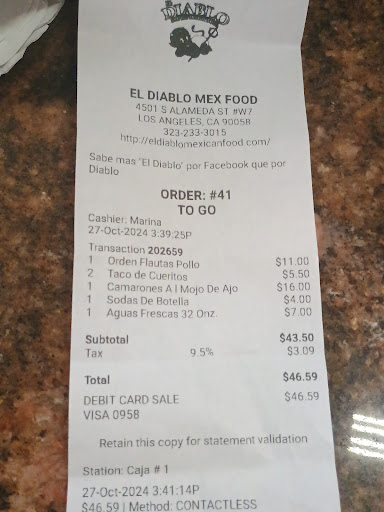 EL DIABLO
EL DIABLO MEX FOOD
4501 S ALAMEDA ST #W7
LOS ANGELES, CA 90058
323-233-3015
http://eldiablomexicanfood.com/
Sabe mas "El Diablo" por Facebook que por
Diablo
ORDER: #41
TO GO
Cashier: Marina
27-Oct-2024 3:39:25P
Transaction 202659
1 Orden Flautas Pollo $11.00
2 Taco de Cueritos $5.50
1 Camarones A l Mojo De Ajo $16.00
1 Sodas De Botella $4.00
1 Aguas Frescas 32 Onz. $7.00
Subtotal $43.50
Tax 9.5% $3.09
Total $46.59
DEBIT CARD SALE $46.59
VISA 0958
Retain this copy for statement validation
Station: Caja # 1
27-Oct-2024 3:41:14P
$46.59 | Method: CONTACTLESS